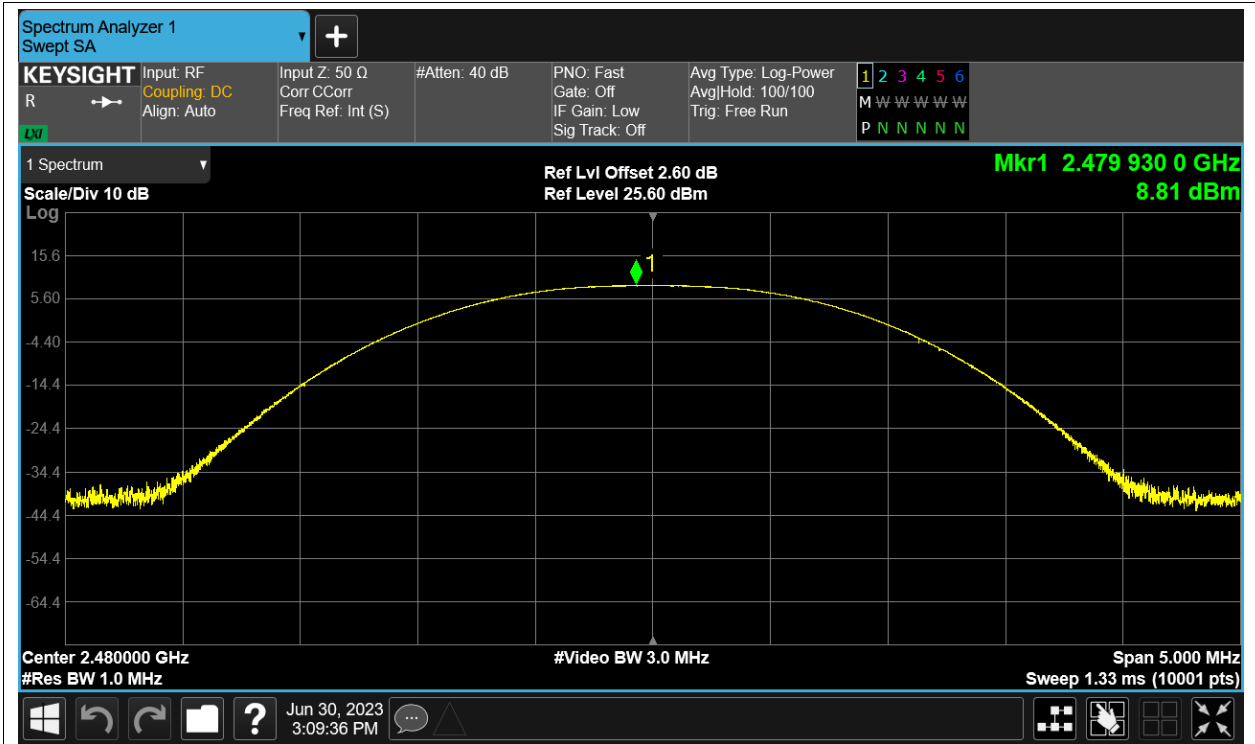 Spectrum Analyzer 1
Swept SA
KEYSIGHT
R
LXI
Input: RF
Coupling: DC
Align: Auto
Input Z: 50 Ω
Corr CCorr
Freq Ref: Int (S)
#Atten: 40 dB
PNO: Fast
Gate: Off
IF Gain: Low
Sig Track: Off
Avg Type: Log-Power
Avg|Hold: 100/100
Trig: Free Run
1 2 3 4 5 6
M W W W W W
P N N N N N
1 Spectrum
Scale/Div 10 dB
Log
Ref Lvl Offset 2.60 dB
Ref Level 25.60 dBm
Mkr1 2.479 930 0 GHz
8.81 dBm
1
15.6
5.60
-4.40
-14.4
-24.4
-34.4
-44.4
-54.4
-64.4
Center 2.480000 GHz
#Video BW 3.0 MHz
Span 5.000 MHz
#Res BW 1.0 MHz
Sweep 1.33 ms (10001 pts)
?
Jun 30, 2023
3:09:36 PM